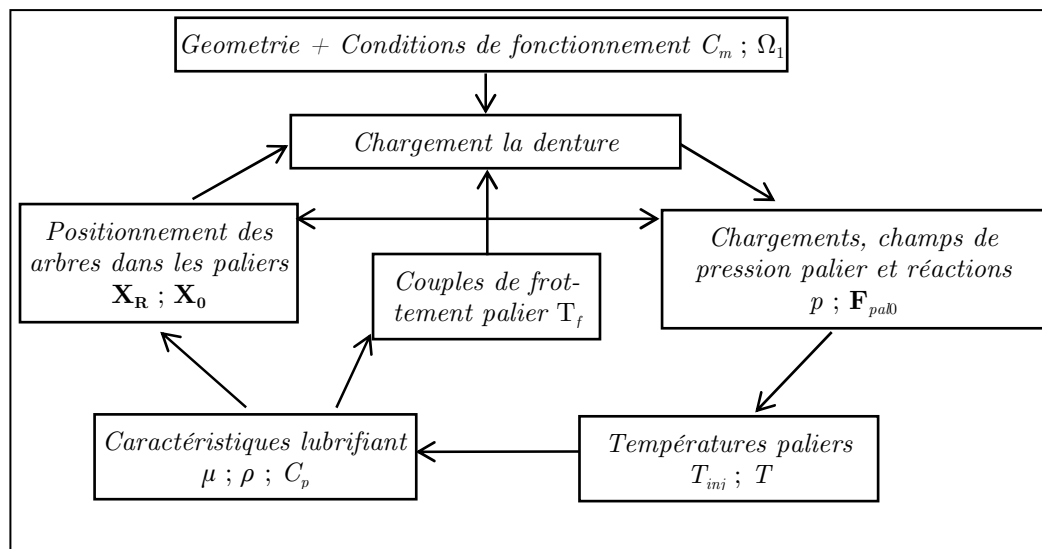 Geometrie + Conditions de fonctionnement C_m ; Ω_1
Chargement la denture
Positionnement des
arbres dans les paliers
X_R ; X_0
Couples de frot-
tement palier T_f
Chargements, champs de
pression palier et réactions
p ; F_pal0
Caractéristiques lubrifiant
μ ; ρ ; C_p
Températures paliers
T_inj ; T